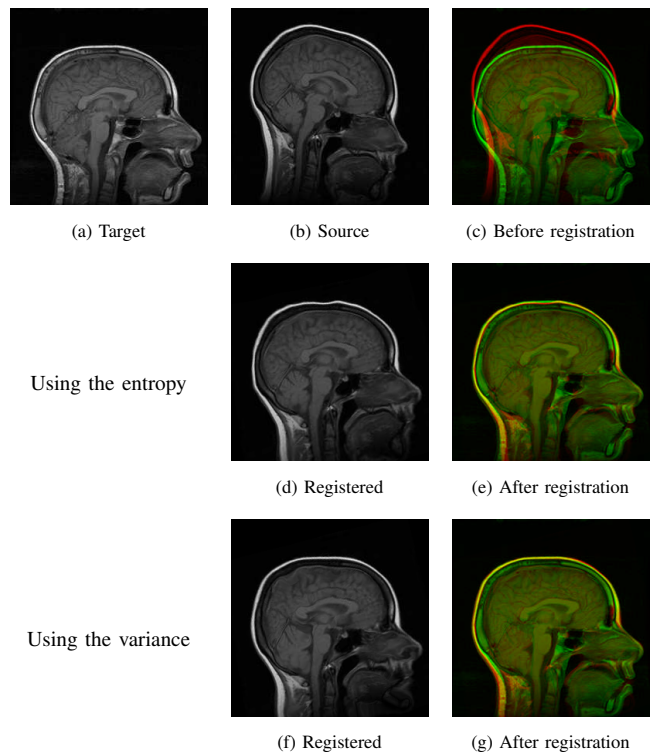 (a) Target
(b) Source
(c) Before registration
Using the entropy
(d) Registered
(e) After registration
Using the variance
(f) Registered
(g) After registration